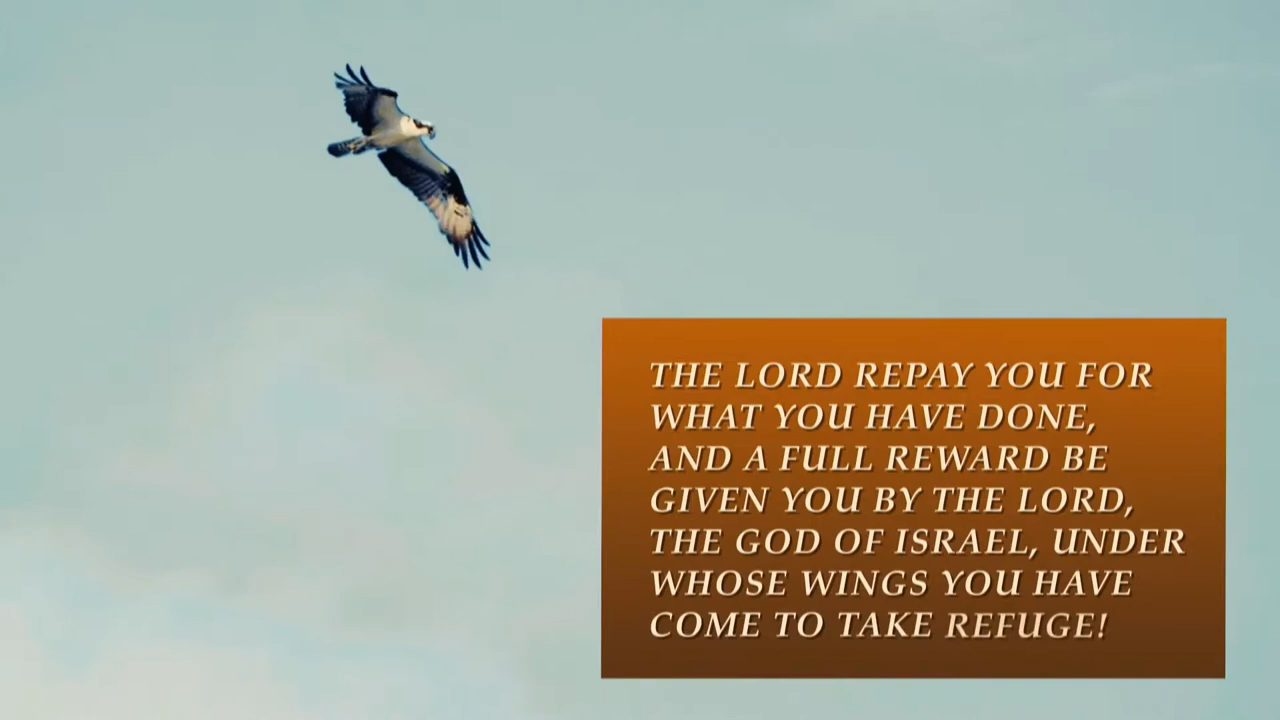 THE LORD REPAY YOU FOR
WHAT YOU HAVE DONE,
AND A FULL REWARD BE
GIVEN YOU BY THE LORD,
THE GOD OF ISRAEL, UNDER
WHOSE WINGS YOU HAVE
COME TO TAKE REFUGE!